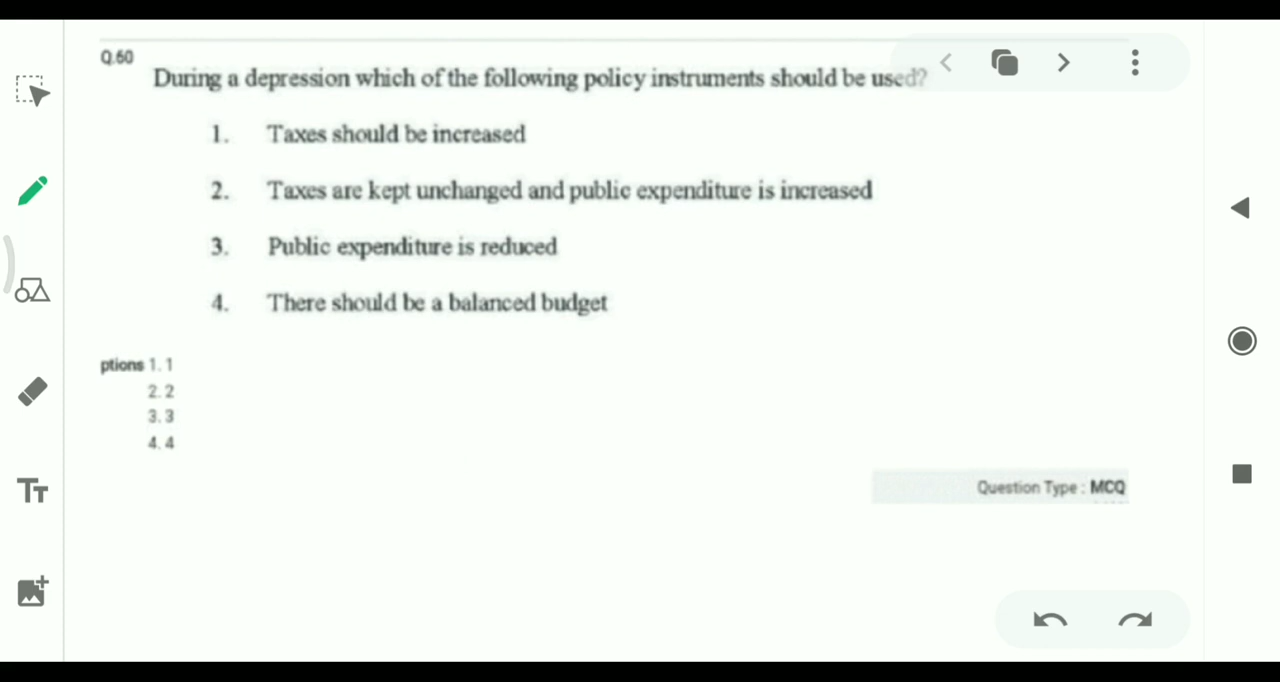 Q.60
During a depression which of the following policy instruments should be used?
1. Taxes should be increased
2. Taxes are kept unchanged and public expenditure is increased
3. Public expenditure is reduced
4. There should be a balanced budget
ptions 1. 1
2. 2
3. 3
4. 4
Question Type : MCQ
TT